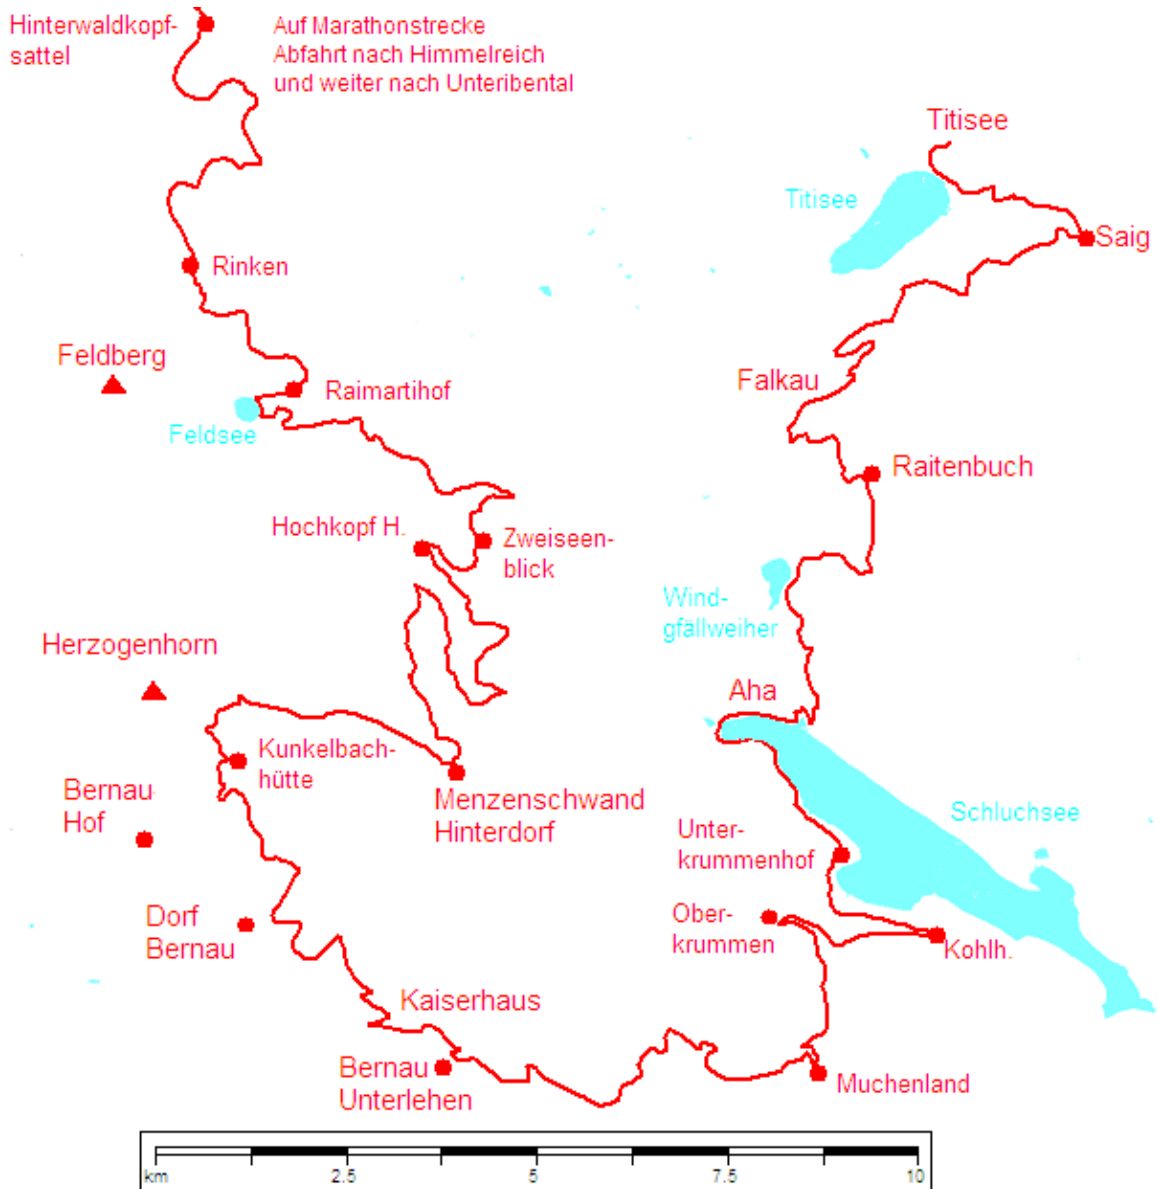 Hinterwaldkopf-
sattel
Auf Marathonstrecke
Abfahrt nach Himmelreich
und weiter nach Unteribental
Titisee
Titisee
Saig
Rinken
Feldberg
Raimartihof
Falkau
Feldsee
Raitenbuch
Hochkopf H.
Zweiseen-
blick
Wind-
gfällweiher
Herzogenhorn
Aha
Kunkelbach-
hütte
Menzenschwand
Hinterdorf
Bernau
Hof
Schluchsee
Unter-
krummenhof
Dorf
Bernau
Ober-
krummen
Kohlh.
Kaiserhaus
Bernau
Unterlehen
Muchenland
km 2.5 5 7.5 10